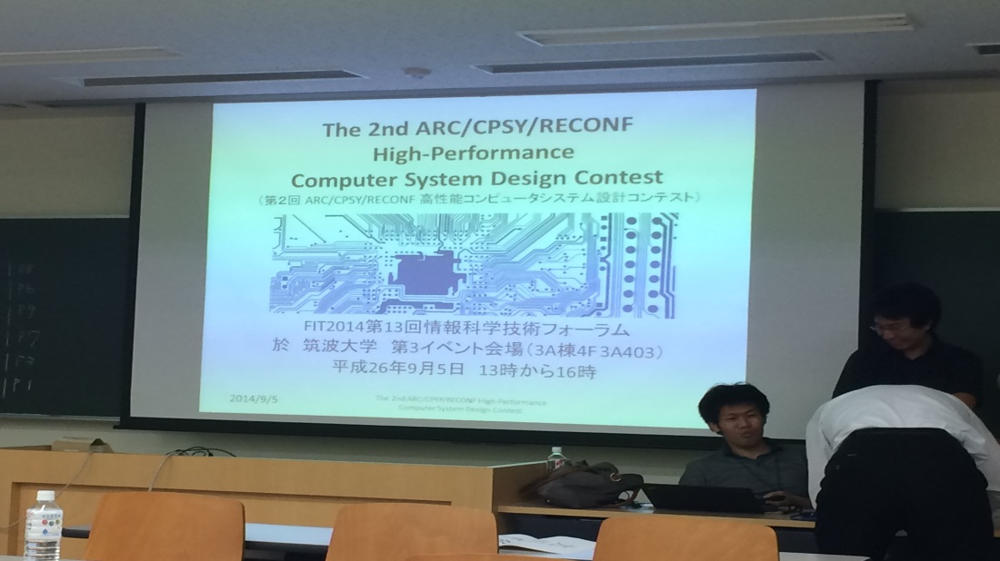 The 2nd ARC/CPSY/RECONF
High-Performance
Computer System Design Contest
（第２回 ARC/CPSY/RECONF 高性能コンピュータシステム設計コンテスト）
FIT2014第13回情報科学技術フォーラム
於 筑波大学 第3イベント会場（3A棟4F 3A403）
平成26年9月5日 13時から16時
2014/9/5
The 2nd ARC/CPSY/RECONF High-Performance
Computer System Design Contest